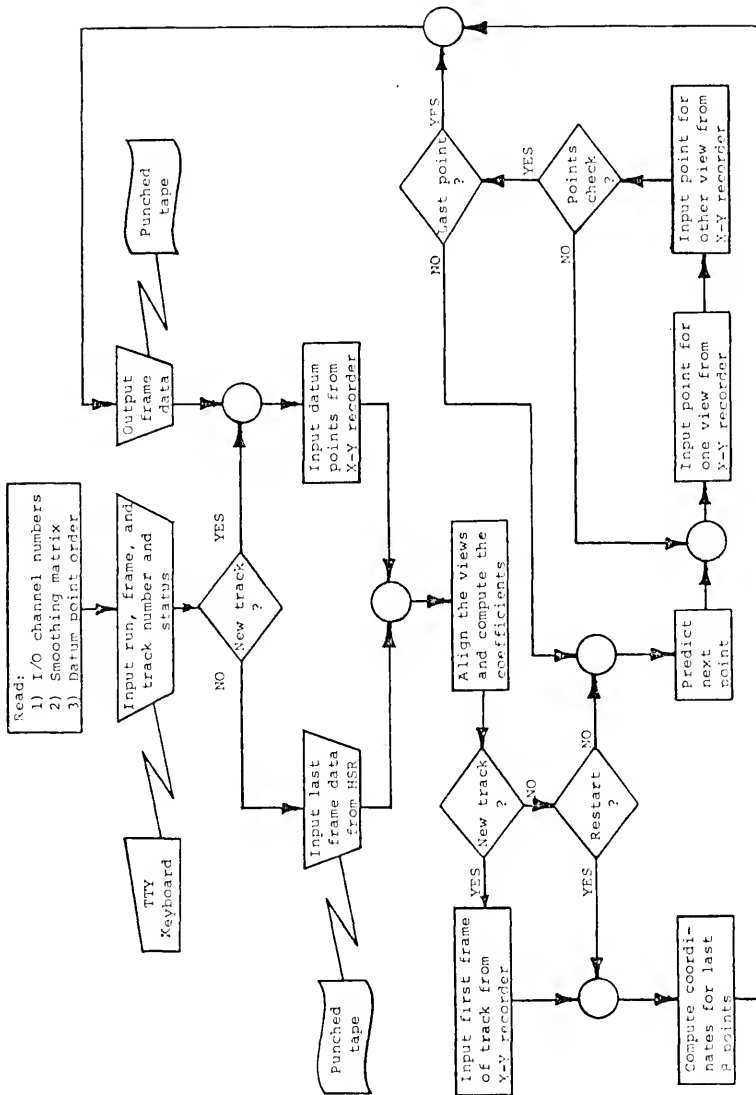 Read:
1) I/O channel numbers
2) Smoothing matrix
3) Datum point order
TTY
Keyboard
Input run, frame, and
track number and
status
Output
frame
data
Punched
tape
New track
?
YES
NO
Input last
frame data
from HSR
Punched
tape
Input datum
points from
X-Y recorder
Align the views
and compute the
coefficients
New track
?
YES
NO
Input first frame
of track from
X-Y recorder
Restart
?
YES
NO
Compute coordi-
nates for last
points
Predict
next
point
Input point for
one view from
X-Y recorder
Input point for
other view from
X-Y recorder
Points
check
?
YES
NO
Last point
?
YES
NO